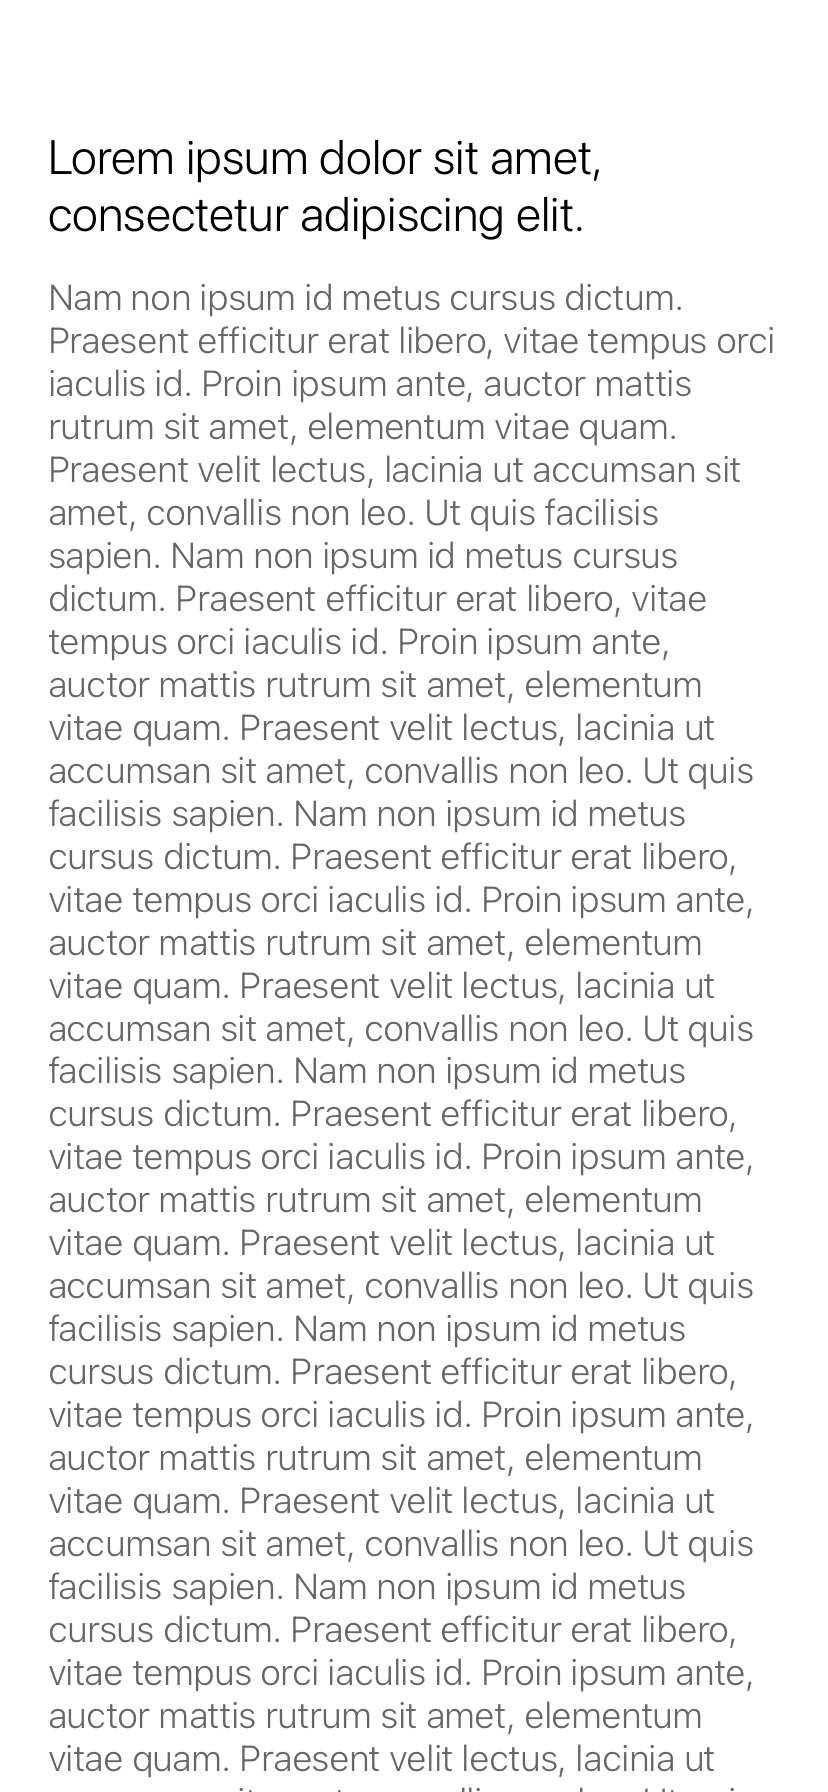 Lorem ipsum dolor sit amet,
consectetur adipiscing elit.
Nam non ipsum id metus cursus dictum.
Praesent efficitur erat libero, vitae tempus orci
iaculis id. Proin ipsum ante, auctor mattis
rutrum sit amet, elementum vitae quam.
Praesent velit lectus, lacinia ut accumsan sit
amet, convallis non leo. Ut quis facilisis
sapien. Nam non ipsum id metus cursus
dictum. Praesent efficitur erat libero, vitae
tempus orci iaculis id. Proin ipsum ante,
auctor mattis rutrum sit amet, elementum
vitae quam. Praesent velit lectus, lacinia ut
accumsan sit amet, convallis non leo. Ut quis
facilisis sapien. Nam non ipsum id metus
cursus dictum. Praesent efficitur erat libero,
vitae tempus orci iaculis id. Proin ipsum ante,
auctor mattis rutrum sit amet, elementum
vitae quam. Praesent velit lectus, lacinia ut
accumsan sit amet, convallis non leo. Ut quis
facilisis sapien. Nam non ipsum id metus
cursus dictum. Praesent efficitur erat libero,
vitae tempus orci iaculis id. Proin ipsum ante,
auctor mattis rutrum sit amet, elementum
vitae quam. Praesent velit lectus, lacinia ut
accumsan sit amet, convallis non leo. Ut quis
facilisis sapien. Nam non ipsum id metus
cursus dictum. Praesent efficitur erat libero,
vitae tempus orci iaculis id. Proin ipsum ante,
auctor mattis rutrum sit amet, elementum
vitae quam. Praesent velit lectus, lacinia ut
accumsan sit amet, convallis non leo. Ut quis
facilisis sapien. Nam non ipsum id metus
cursus dictum. Praesent efficitur erat libero,
vitae tempus orci iaculis id. Proin ipsum ante,
auctor mattis rutrum sit amet, elementum
vitae quam. Praesent velit lectus, lacinia ut